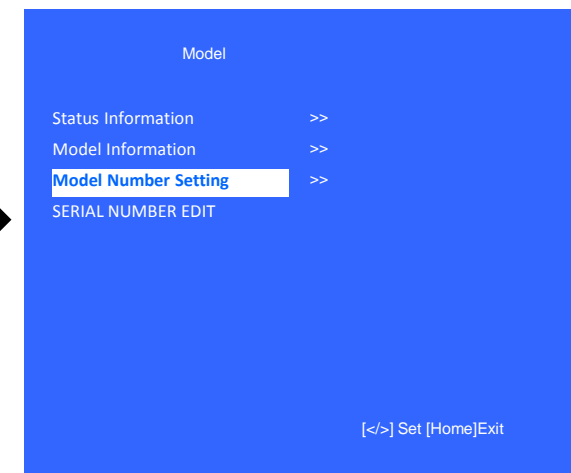 Model
Status Information >>
Model Information >>
Model Number Setting >>
SERIAL NUMBER EDIT
[</>] Set [Home]Exit